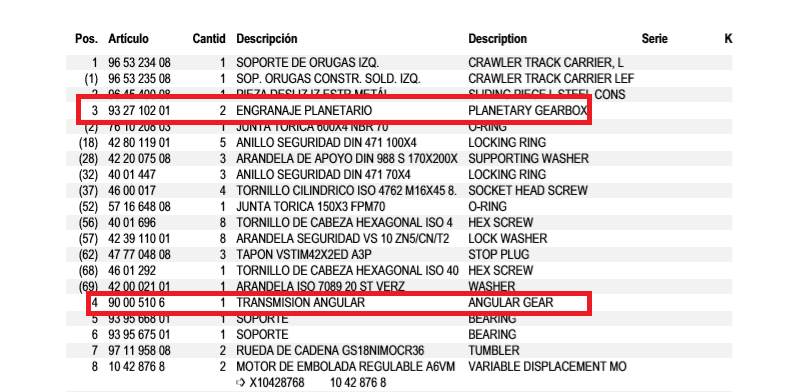 Pos. Artículo Cantid Descripción Description Serie K
1 96 53 234 08 1 SOPORTE DE ORUGAS IZQ. CRAWLER TRACK CARRIER, L
(1) 96 53 235 08 1 SOP. ORUGAS CONSTR. SOLD. IZQ. CRAWLER TRACK CARRIER LEF
2 96 45 490 08 1 PIEZA DESLIZ IZ ESTR.METÁL SLIDING PIECE L STEEL CONS
3 93 27 102 01 2 ENGRANAJE PLANETARIO PLANETARY GEARBOX
(2) 76 10 208 03 1 JUNTA TORICA 600X4 NBR 70 O-RING
(18) 42 80 119 01 5 ANILLO SEGURIDAD DIN 471 100X4 LOCKING RING
(28) 42 20 075 08 3 ARANDELA DE APOYO DIN 988 S 170X200X SUPPORTING WASHER
(32) 40 01 447 3 ANILLO SEGURIDAD DIN 471 70X4 LOCKING RING
(37) 46 00 017 4 TORNILLO CILINDRICO ISO 4762 M16X45 8. SOCKET HEAD SCREW
(52) 57 16 648 08 1 JUNTA TORICA 150X3 FPM70 O-RING
(56) 40 01 696 8 TORNILLO DE CABEZA HEXAGONAL ISO 4 HEX SCREW
(57) 42 39 110 01 8 ARANDELA SEGURIDAD VS 10 ZN5/CN/T2 LOCK WASHER
(62) 47 77 048 08 3 TAPON VSTIM42X2ED A3P STOP PLUG
(68) 46 01 292 1 TORNILLO DE CABEZA HEXAGONAL ISO 40 HEX SCREW
(69) 42 00 021 01 1 ARANDELA ISO 7089 20 ST VERZ WASHER
4 90 00 510 6 1 TRANSMISION ANGULAR ANGULAR GEAR
5 93 95 668 01 1 SOPORTE BEARING
6 93 95 675 01 1 SOPORTE BEARING
7 97 11 958 08 2 RUEDA DE CADENA GS18NIMOCR36 TUMBLER
8 10 42 876 8 2 MOTOR DE EMBOLADA REGULABLE A6VM VARIABLE DISPLACEMENT MO
➪ X10428768 10 42 876 8